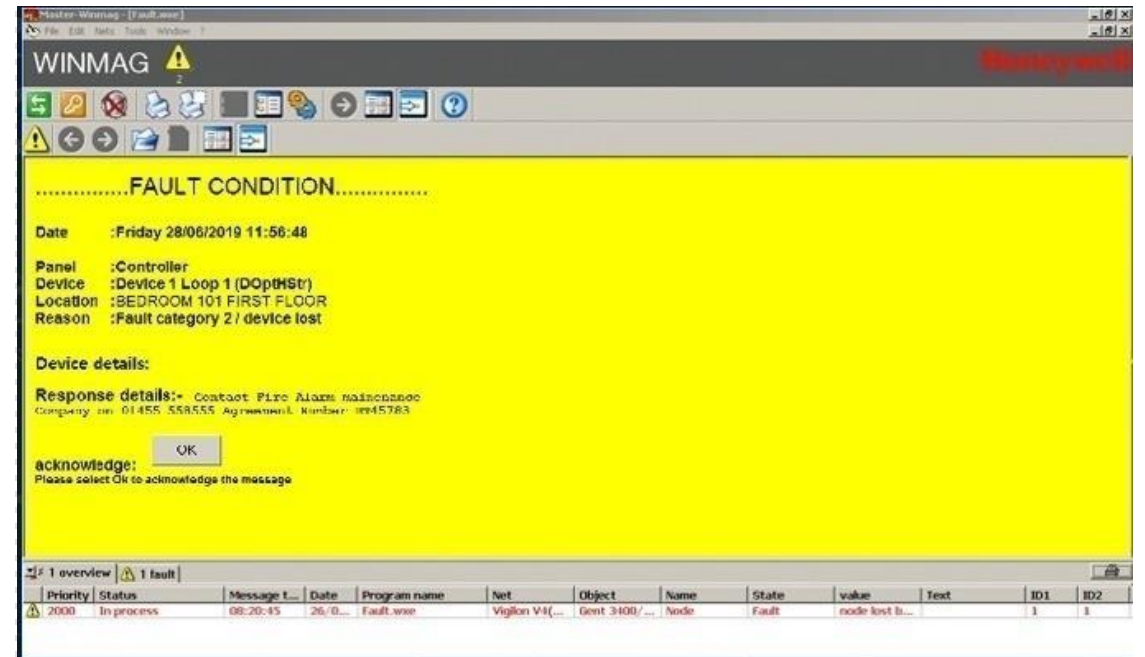 Master-Winmag - [Fault.wxe]
File Edit Nets Tools Window ?
WINMAG
2
Honeywell
...............FAULT CONDITION...............
Date :Friday 28/06/2019 11:56:48
Panel :Controller
Device :Device 1 Loop 1 (DOptHStr)
Location :BEDROOM 101 FIRST FLOOR
Reason :Fault category 2 / device lost
Device details:
Response details:- Contact Fire Alarm mainenance
Company on 01455 558555 Agreement Number
OK
acknowledge:
Please select Ok to acknowledge the message
1 overview 1 fault
Priority Status Message t... Date Program name Net Object Name State value Text ID1 ID2
2000 In process 08:20:45 26/0... Fault.wxe Vigilon V4(... Gent 3400/... Node Fault node lost b... 1 1